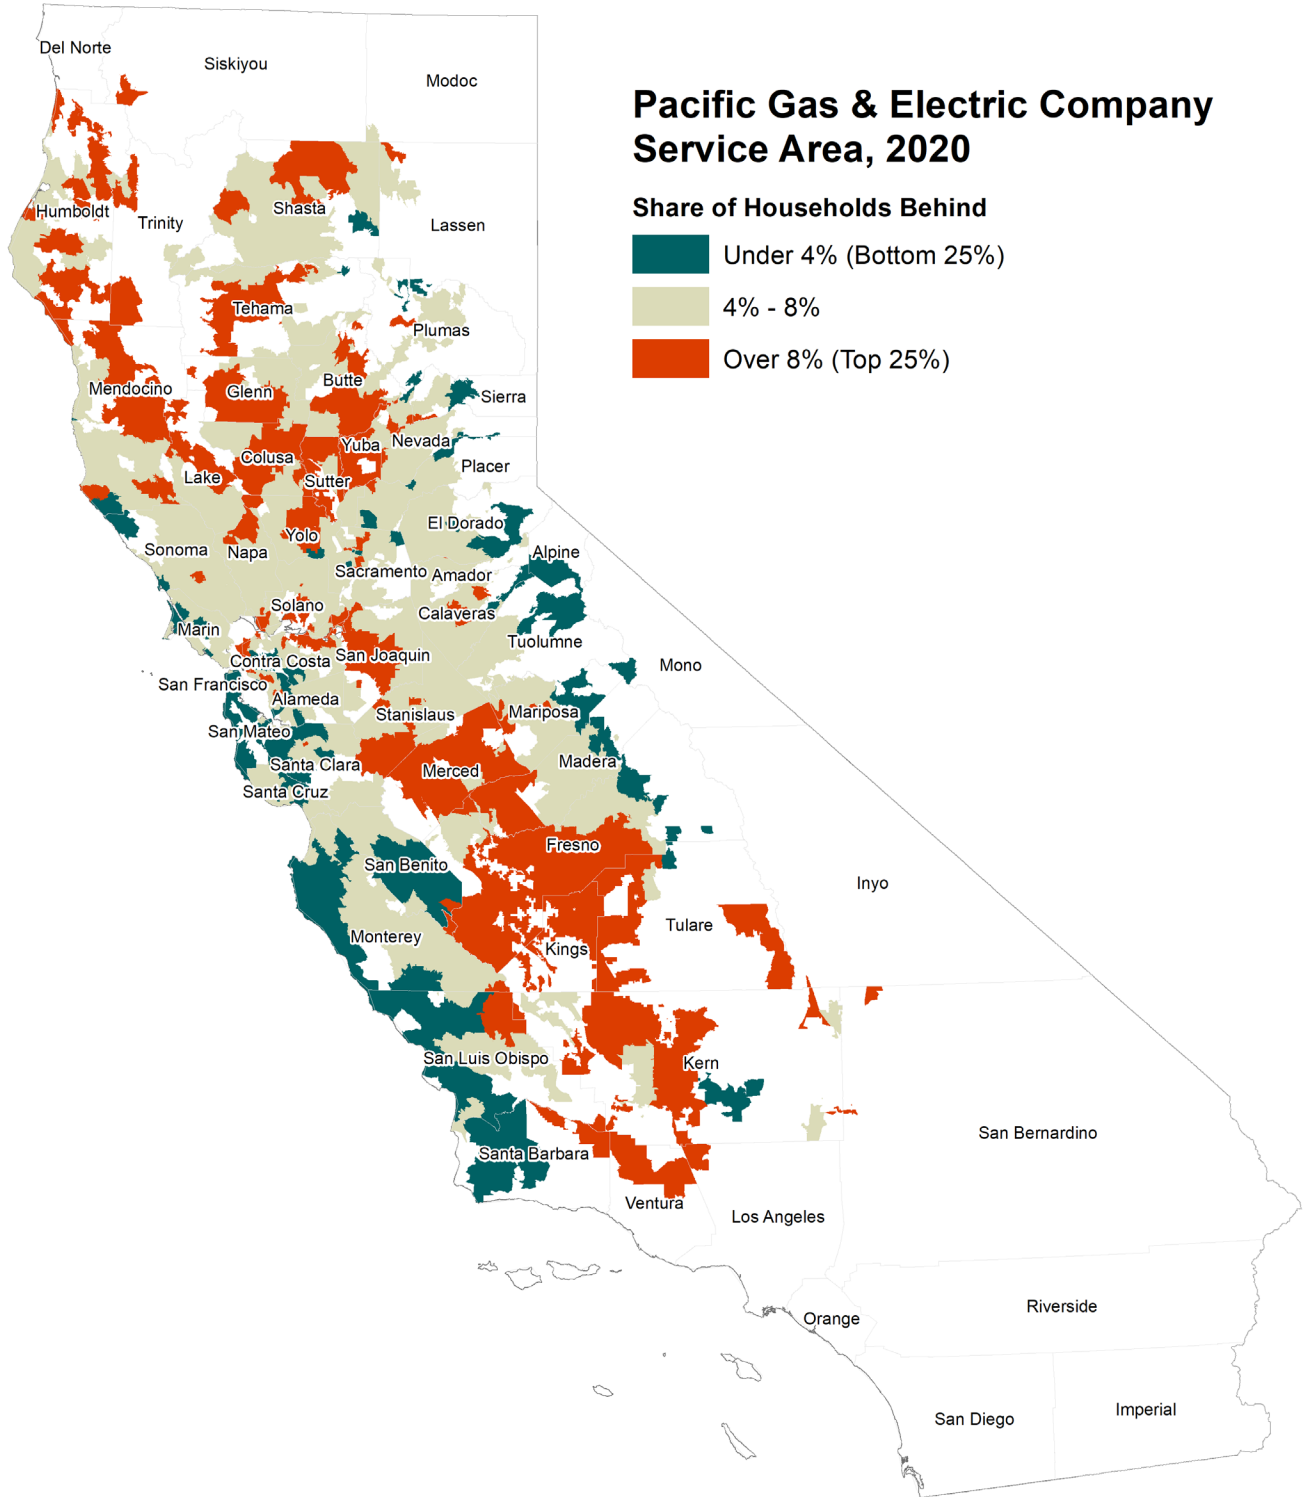 Pacific Gas & Electric Company
Service Area, 2020
Share of Households Behind
Under 4% (Bottom 25%)
4% - 8%
Over 8% (Top 25%)
Del Norte
Siskiyou
Modoc
Humboldt
Trinity
Shasta
Lassen
Tehama
Plumas
Mendocino
Glenn
Butte
Sierra
Lake
Colusa
Sutter
Yuba
Nevada
Placer
Sonoma
Napa
Yolo
El Dorado
Sacramento
Amador
Alpine
Solano
Calaveras
Marin
Contra Costa
San Joaquin
Tuolumne
Mono
San Francisco
Alameda
Stanislaus
Mariposa
San Mateo
Santa Clara
Merced
Madera
Santa Cruz
San Benito
Fresno
Inyo
Monterey
Kings
Tulare
San Luis Obispo
Kern
San Bernardino
Santa Barbara
Ventura
Los Angeles
Orange
Riverside
San Diego
Imperial